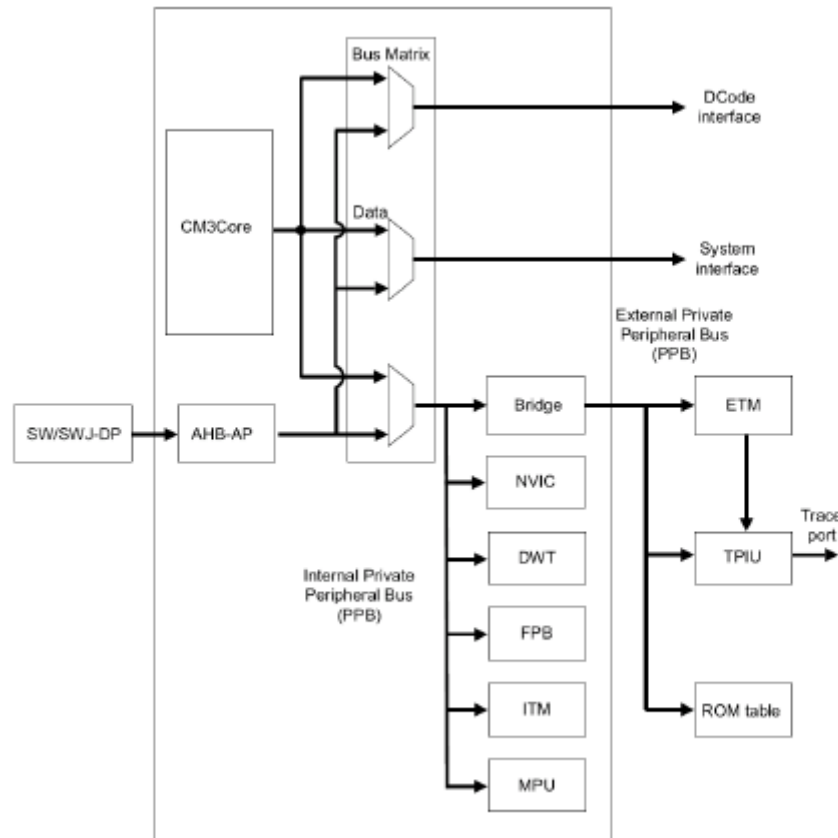 Bus Matrix
DCode
interface
CM3Core
Data
System
interface
External Private
Peripheral Bus
(PPB)
SW/SWJ-DP
AHB-AP
Bridge
ETM
NVIC
Trace
port
DWT
TPIU
Internal Private
Peripheral Bus
(PPB)
FPB
ITM
ROM table
MPU